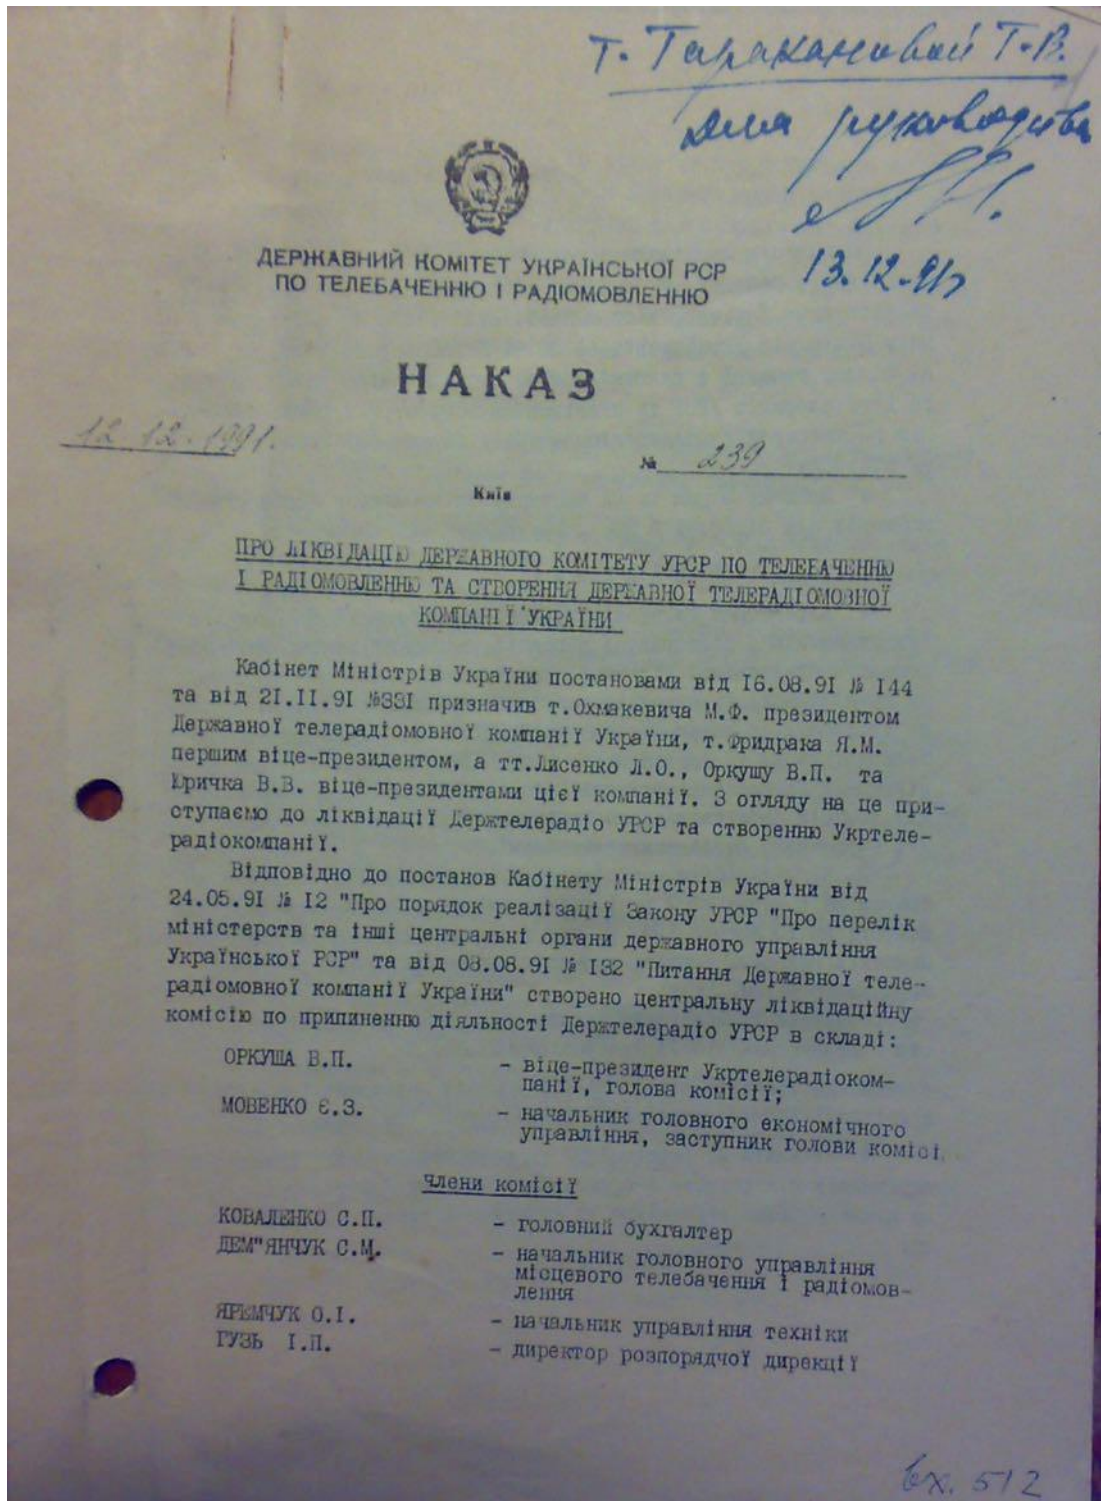 т. Таракановой Т.В.
для руководства
13.12.91
ДЕРЖАВНИЙ КОМІТЕТ УКРАЇНСЬКОЇ РСР
ПО ТЕЛЕБАЧЕННЮ І РАДІОМОВЛЕННЮ
НАКАЗ
12.12.1991.
№ 239
Київ
ПРО ЛІКВІДАЦІЮ ДЕРЖАВНОГО КОМІТЕТУ УРСР ПО ТЕЛЕБАЧЕННЮ
І РАДІОМОВЛЕННЮ ТА СТВОРЕННЯ ДЕРЖАВНОЇ ТЕЛЕРАДІОМОВНОЇ
КОМПАНІЇ УКРАЇНИ
Кабінет Міністрів України постановами від 16.08.91 № 144
та від 21.11.91 №331 призначив т.Охмакевича М.Ф. президентом
Державної телерадіомовної компанії України, т.Фридрака Я.М.
першим віце-президентом, а тт.Лисенко Л.О., Оркушу В.П. та
Юричка В.В. віце-президентами цієї компанії. З огляду на це при-
ступаємо до ліквідації Держтелерадіо УРСР та створенню Укртеле-
радіокомпанії.
Відповідно до постанов Кабінету Міністрів України від
24.05.91 № 12 "Про порядок реалізації Закону УРСР "Про перелік
міністерств та інші центральні органи державного управління
Української РСР" та від 08.08.91 № 132 "Питання Державної теле-
радіомовної компанії України" створено центральну ліквідаційну
комісію по припиненню діяльності Держтелерадіо УРСР в складі:
ОРКУША В.П. - віце-президент Укртелерадіоком-
панії, голова комісії;
МОВЕНКО Є.З. - начальник головного економічного
управління, заступник голови комісі
Члени комісії
КОВАЛЕНКО С.П. - головний бухгалтер
ДЕМ"ЯНЧУК С.М. - начальник головного управління
місцевого телебачення і радіомов-
лення
ЯРЕМЧУК О.І. - начальник управління техніки
ГУЗЬ І.П. - директор розпорядчої дирекції
вх. 512